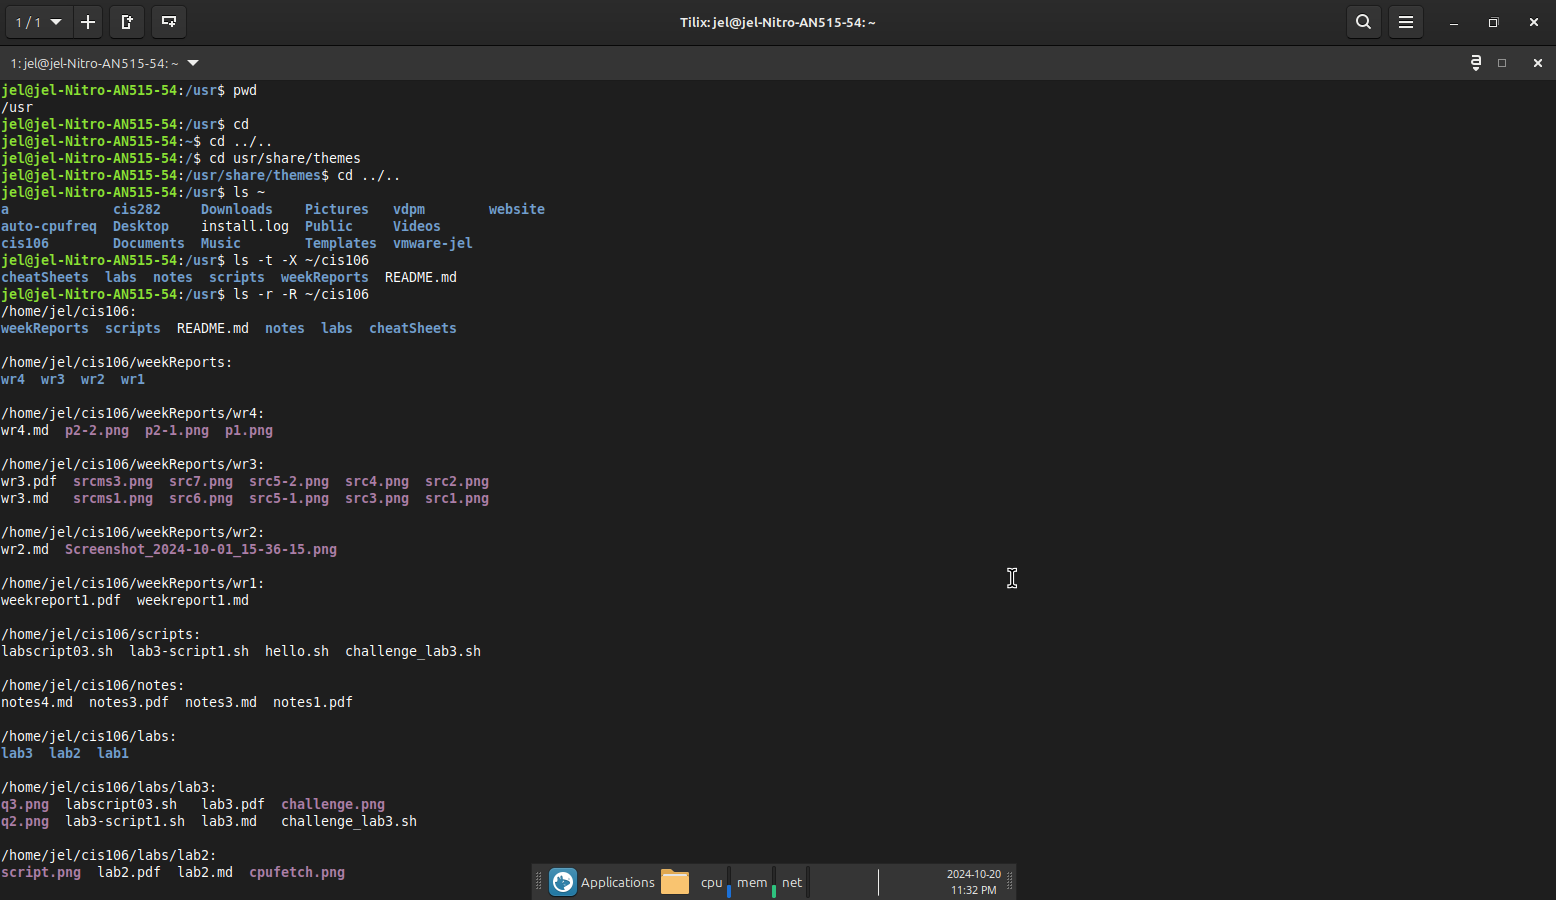 1 / 1
Tilix: jel@jel-Nitro-AN515-54: ~
1: jel@jel-Nitro-AN515-54: ~
jel@jel-Nitro-AN515-54:/usr$ pwd
/usr
jel@jel-Nitro-AN515-54:/usr$ cd
jel@jel-Nitro-AN515-54:~$ cd ../..
jel@jel-Nitro-AN515-54:/$ cd usr/share/themes
jel@jel-Nitro-AN515-54:/usr/share/themes$ cd ../..
jel@jel-Nitro-AN515-54:/usr$ ls ~
a             cis282     Downloads    Pictures   vdpm        website
auto-cpufreq  Desktop    install.log  Public     Videos
cis106        Documents  Music        Templates  vmware-jel
jel@jel-Nitro-AN515-54:/usr$ ls -t -X ~/cis106
cheatSheets  labs  notes  scripts  weekReports  README.md
jel@jel-Nitro-AN515-54:/usr$ ls -r -R ~/cis106
/home/jel/cis106:
weekReports  scripts  README.md  notes  labs  cheatSheets
/home/jel/cis106/weekReports:
wr4  wr3  wr2  wr1
/home/jel/cis106/weekReports/wr4:
wr4.md  p2-2.png  p2-1.png  p1.png
/home/jel/cis106/weekReports/wr3:
wr3.pdf  srcms3.png  src7.png  src5-2.png  src4.png  src2.png
wr3.md   srcms1.png  src6.png  src5-1.png  src3.png  src1.png
/home/jel/cis106/weekReports/wr2:
wr2.md  Screenshot_2024-10-01_15-36-15.png
/home/jel/cis106/weekReports/wr1:
weekreport1.pdf  weekreport1.md
/home/jel/cis106/scripts:
labscript03.sh  lab3-script1.sh  hello.sh  challenge_lab3.sh
/home/jel/cis106/notes:
notes4.md  notes3.pdf  notes3.md  notes1.pdf
/home/jel/cis106/labs:
lab3  lab2  lab1
/home/jel/cis106/labs/lab3:
q3.png  labscript03.sh   lab3.pdf  challenge.png
q2.png  lab3-script1.sh  lab3.md   challenge_lab3.sh
/home/jel/cis106/labs/lab2:
script.png  lab2.pdf  lab2.md  cpufetch.png
Applications cpu mem net
2024-10-20
11:32 PM